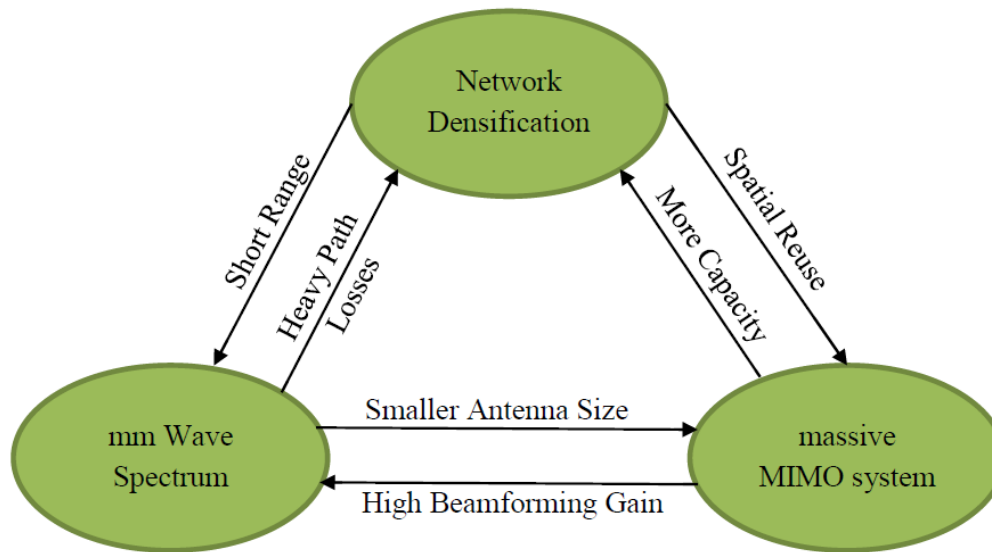 Network
Densification
Short Range
Heavy Path
Losses
More Capacity
Spatial Reuse
mm Wave
Spectrum
Smaller Antenna Size
High Beamforming Gain
massive
MIMO system